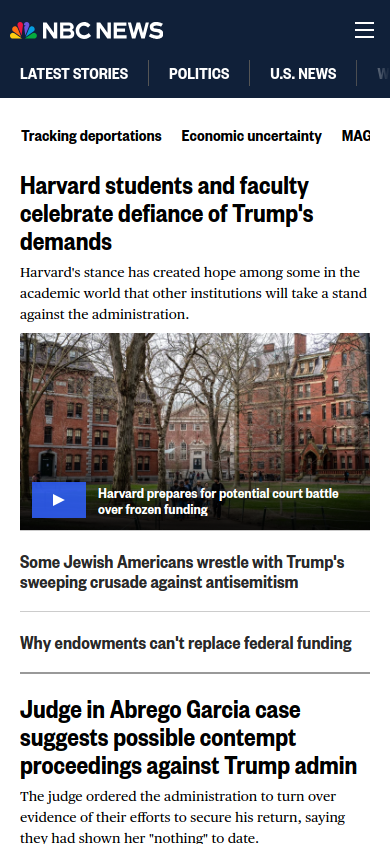 NBC NEWS
LATEST STORIES
POLITICS
U.S. NEWS
W
Tracking deportations
Economic uncertainty
MAG
Harvard students and faculty
celebrate defiance of Trump's
demands
Harvard's stance has created hope among some in the
academic world that other institutions will take a stand
against the administration.
Harvard prepares for potential court battle
over frozen funding
Some Jewish Americans wrestle with Trump's
sweeping crusade against antisemitism
Why endowments can't replace federal funding
Judge in Abrego Garcia case
suggests possible contempt
proceedings against Trump admin
The judge ordered the administration to turn over
evidence of their efforts to secure his return, saying
they had shown her "nothing" to date.